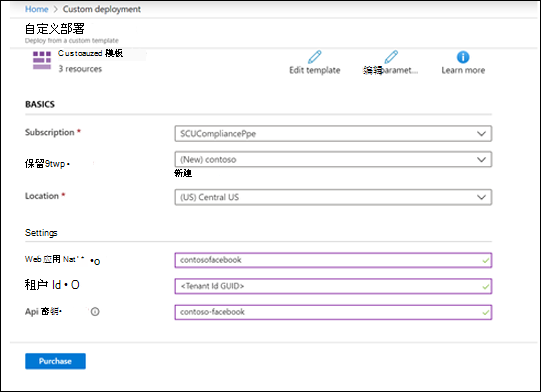 Home > Custom deployment
自定义部署
Deploy from a custom template
Customized 模板
3 resources
Edit template
编辑paramet...
Learn more
BASICS
Subscription *
SCUCompliancePpe
保留Stwp •
(New) contoso
新建
Location *
(US) Central US
Settings
Web 应用 Nat'* •O
contosofacebook
租户 Id • O
<Tenant Id GUID>
Api 密钥•
contoso-facebook
Purchase